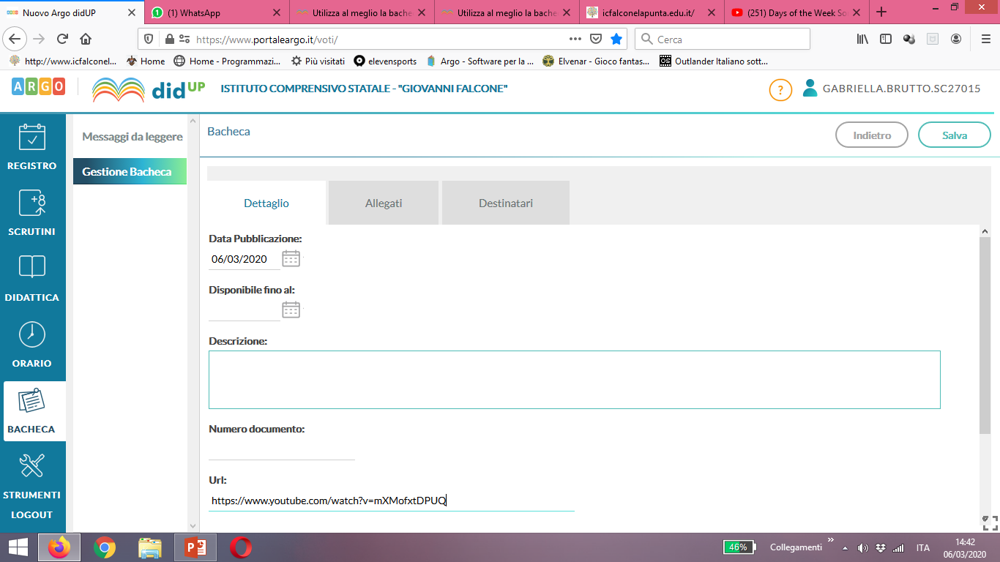 Nuovo Argo didUP
(1) WhatsApp
Utilizza al meglio la bache
Utilizza al meglio la bache
icfalconelapunta.edu.it/
(251) Days of the Week So
https://www.portaleargo.it/voti/
Cerca
http://www.icfalconel...
Home
Home - Programmazi...
Più visitati
elevensports
Argo - Software per la ...
Elvenar - Gioco fantas...
Outlander Italiano sott...
ARGO
didUP
ISTITUTO COMPRENSIVO STATALE - "GIOVANNI FALCONE"
?
GABRIELLA.BRUTTO.SC27015
REGISTRO
+8
SCRUTINI
DIDATTICA
ORARIO
BACHECA
STRUMENTI
LOGOUT
Messaggi da leggere
Gestione Bacheca
Bacheca
Indietro
Salva
Dettaglio
Allegati
Destinatari
Data Pubblicazione:
06/03/2020
Disponibile fino al:
Descrizione:
Numero documento:
Url:
https://www.youtube.com/watch?v=mXMofxtDPUQ
46%
Collegamenti
ITA
14:42
06/03/2020